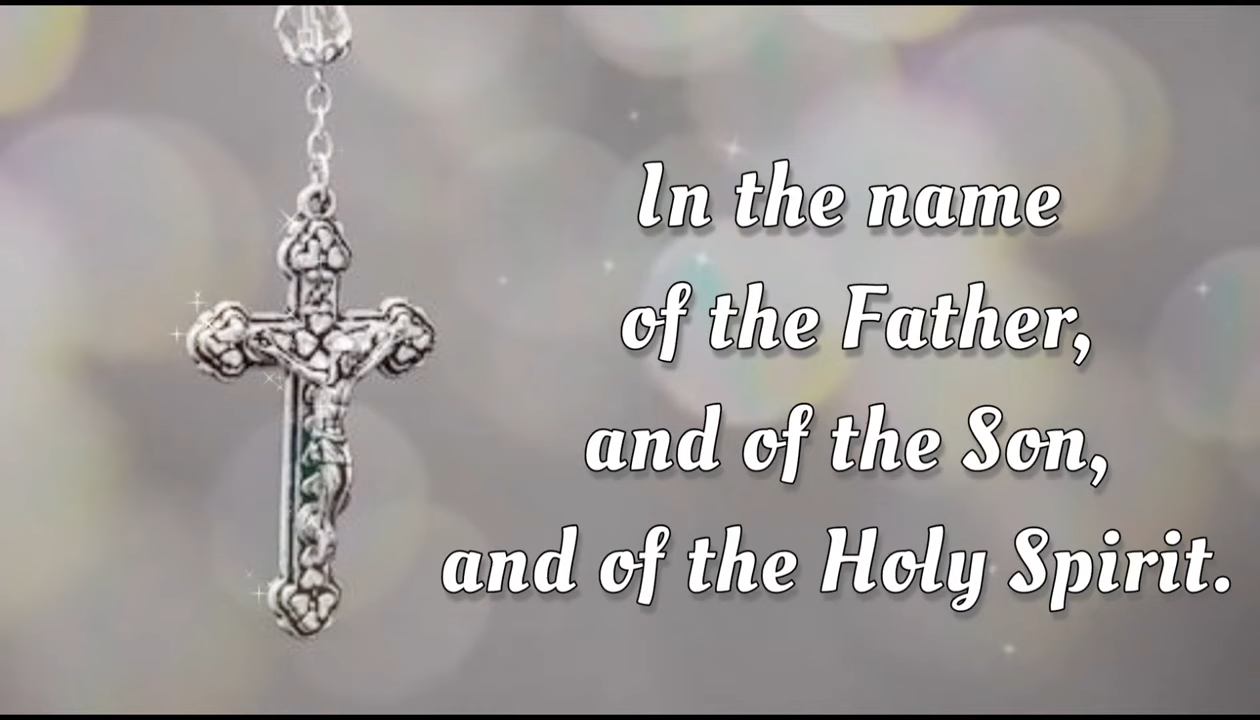 In the name
of the Father,
and of the Son,
and of the Holy Spirit.